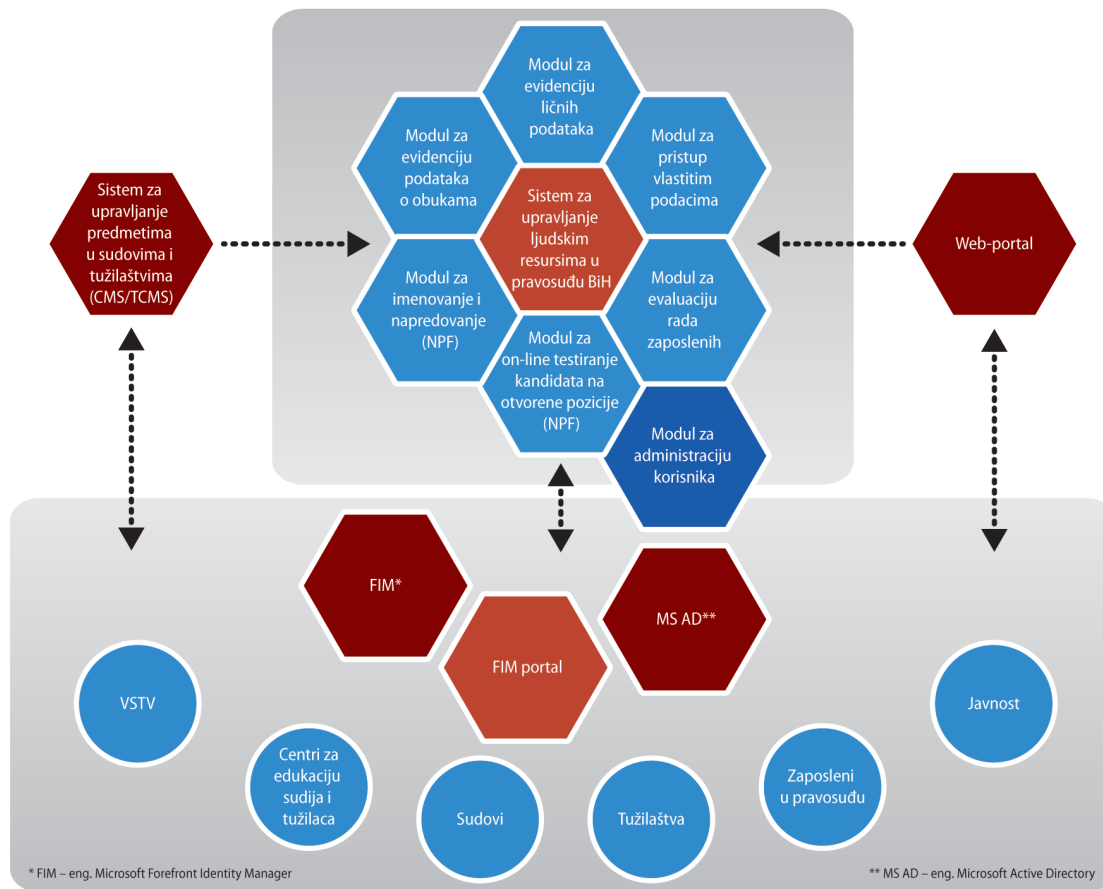 Modul za
evidenciju
ličnih
podataka
Modul za
evidenciju
podataka
o obukama
Modul za
pristup
vlastitim
podacima
Sistem za
upravljanje
predmetima
u sudovima i
tužilaštvima
(CMS/TCMS)
Sistem za
upravljanje
ljudskim
resursima u
pravosuđu BiH
Web-portal
Modul za
imenovanje i
napredovanje
(NPF)
Modul za
evaluaciju
rada
zaposlenih
Modul za
on-line testiranje
kandidata na
otvorene pozicije
(NPF)
Modul za
administraciju
korisnika
FIM*
MS AD**
FIM portal
VSTV
Javnost
Centri za
edukaciju
sudija i
tužilaca
Sudovi
Tužilaštva
Zaposleni
u pravosuđu
* FIM – eng. Microsoft Forefront Identity Manager
** MS AD – eng. Microsoft Active Directory